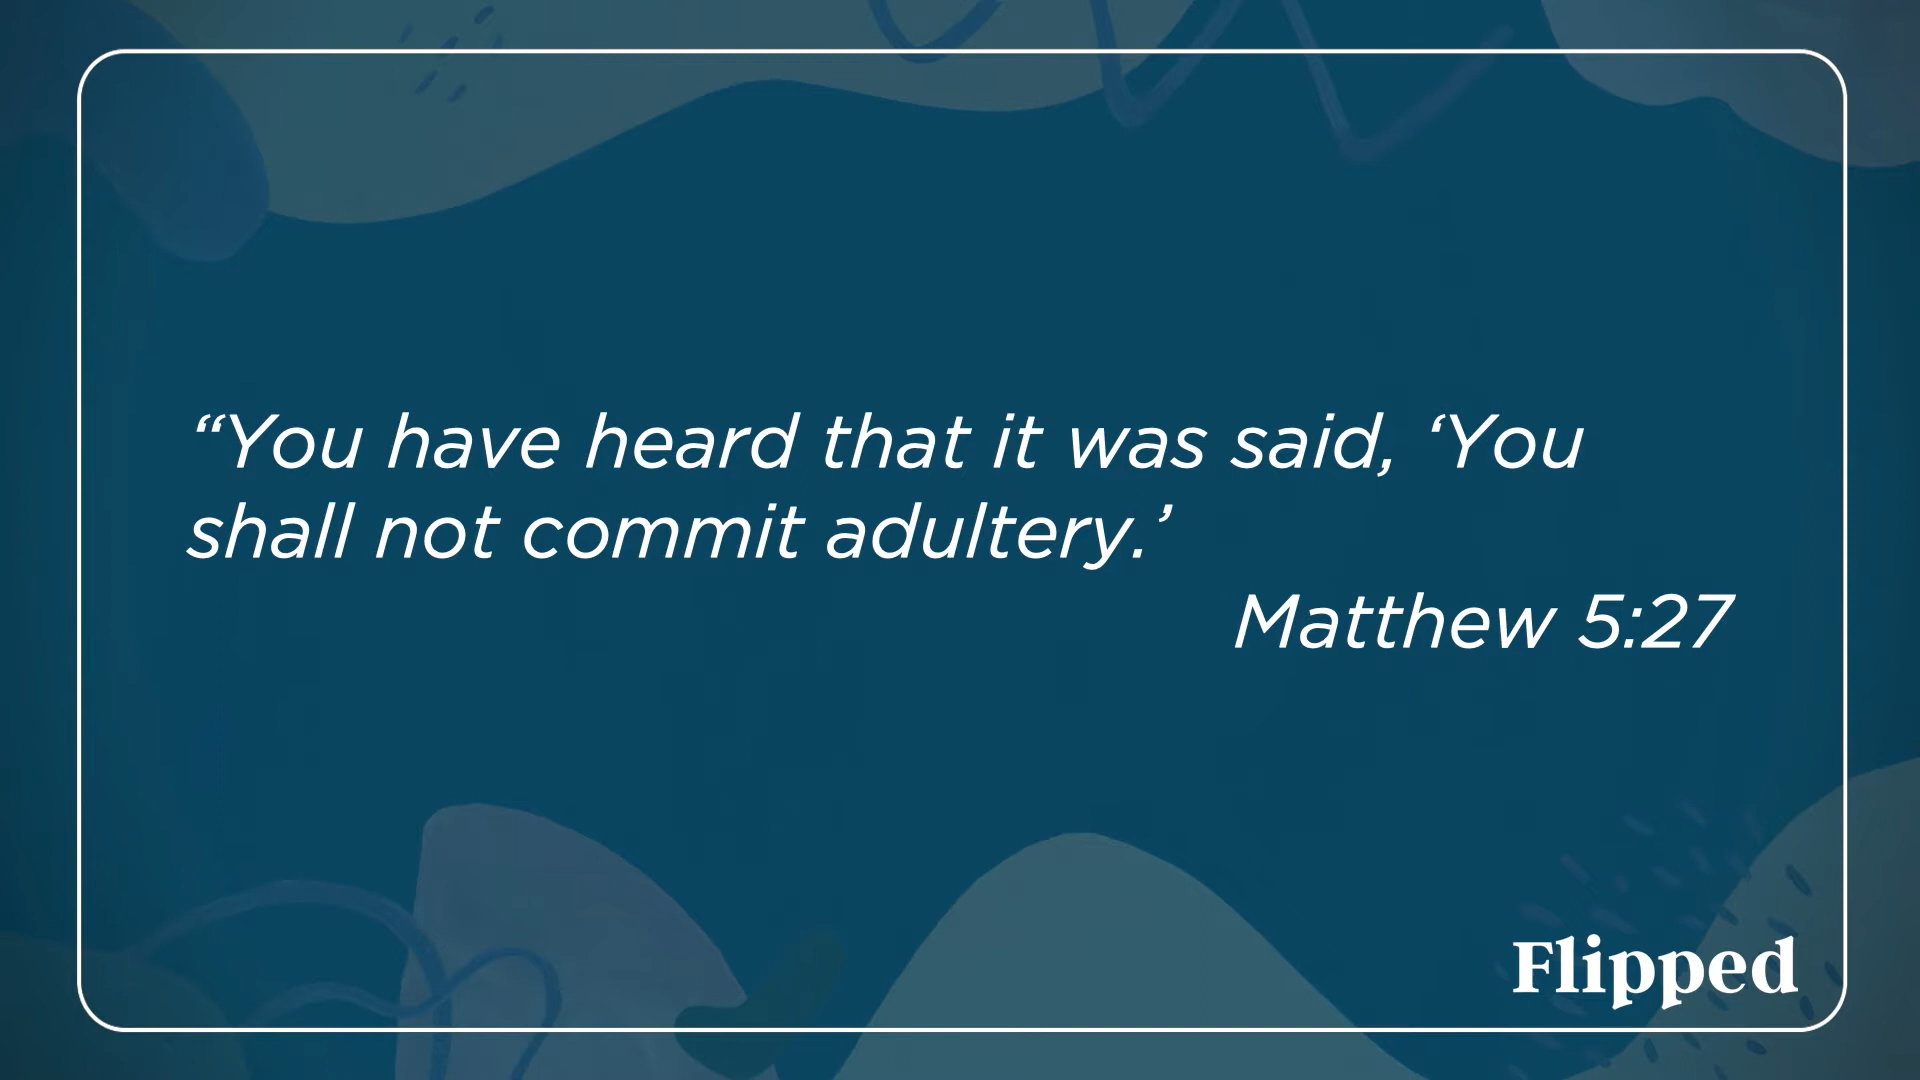 “You have heard that it was said, ‘You
shall not commit adultery.’
Matthew 5:27
Flipped